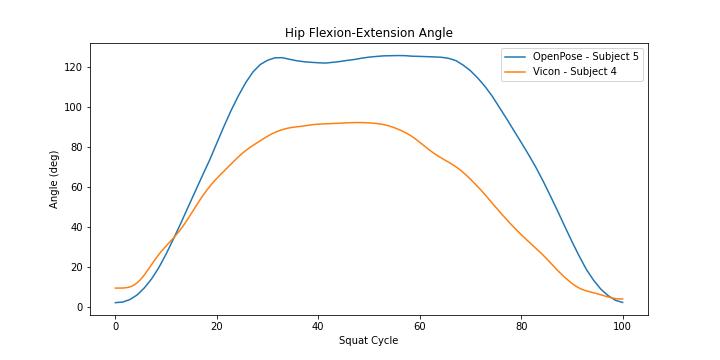 Hip Flexion-Extension Angle
OpenPose - Subject 5
Vicon - Subject 4
120
100
80
60
40
20
0
Angle (deg)
0 20 40 60 80 100
Squat Cycle